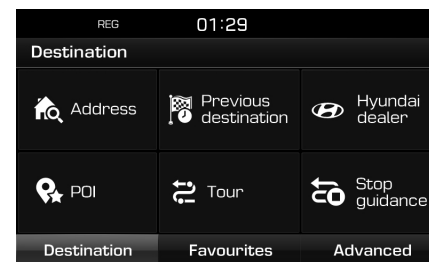 REG 01:29
Destination
Address
Previous
destination
Hyundai
dealer
POI
Tour
Stop
guidance
Destination Favourites Advanced